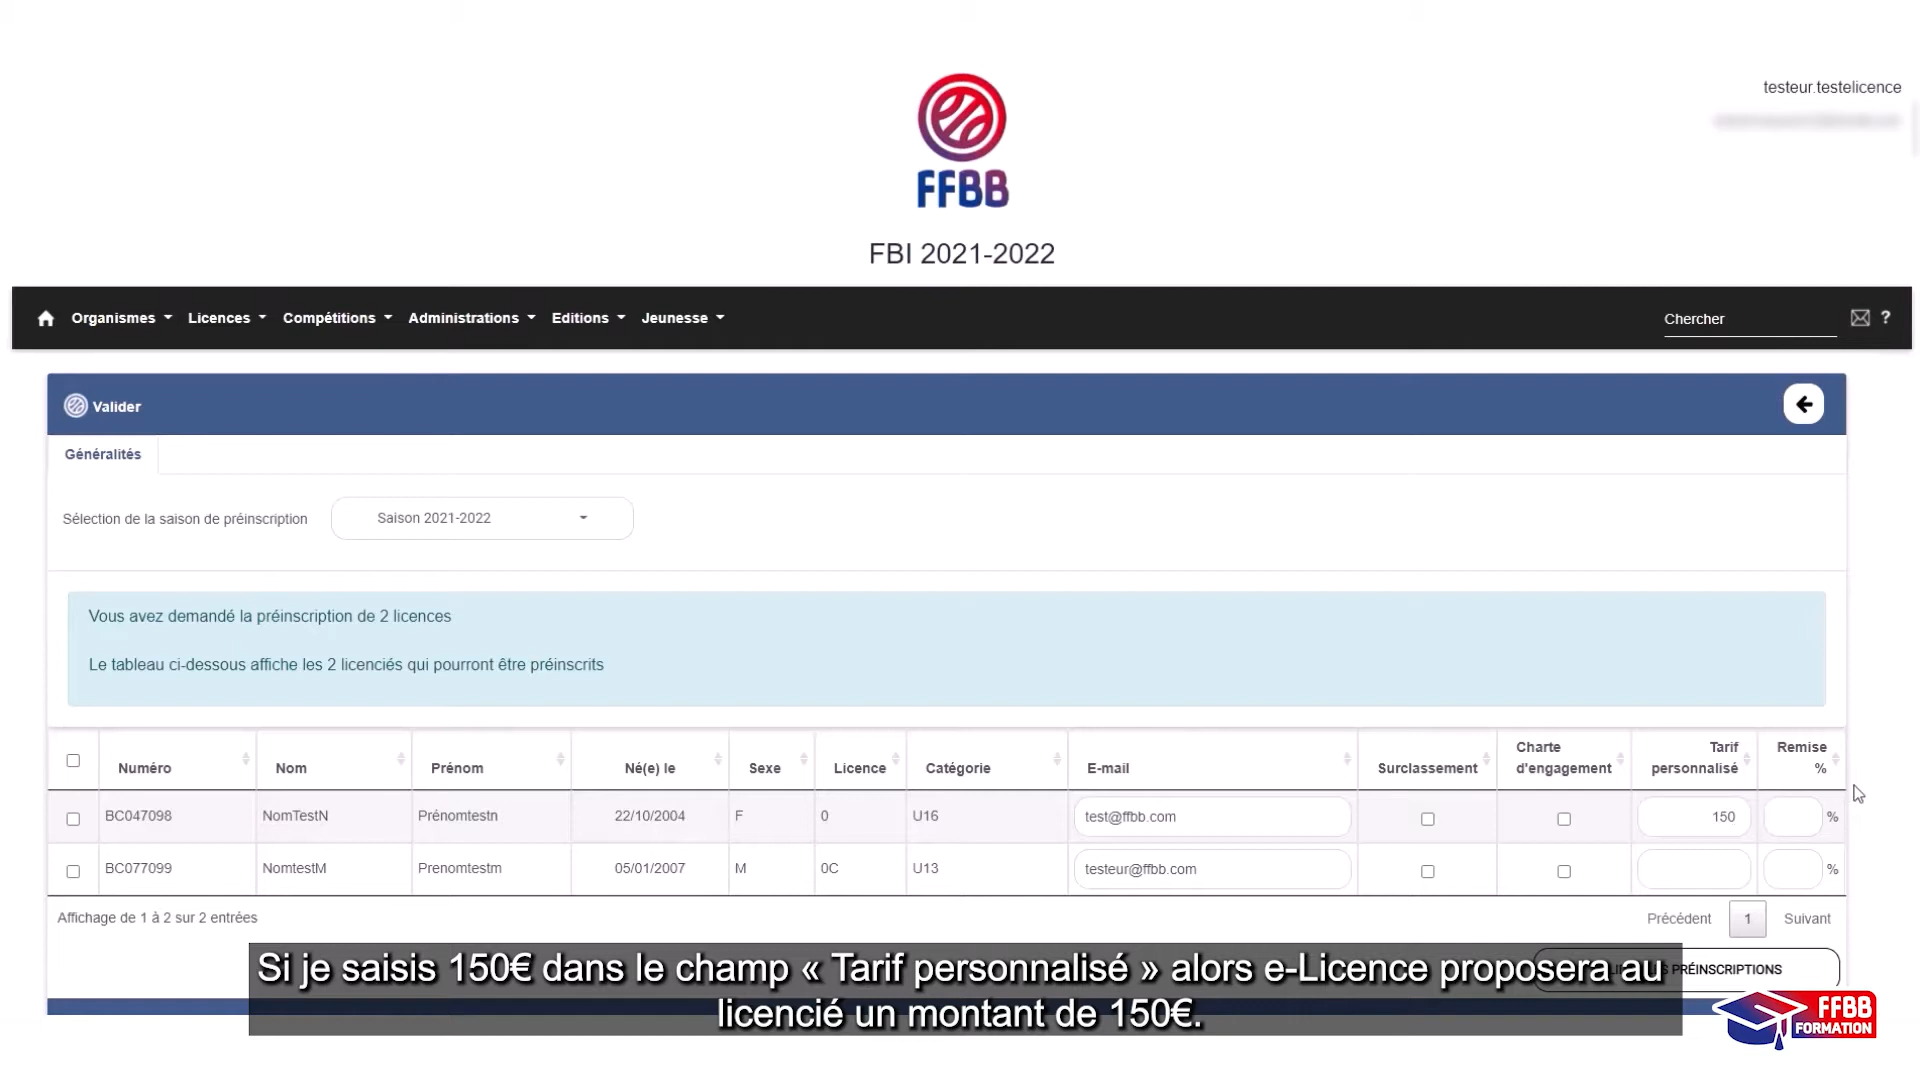 testeur.testelicence
FFBB
FBI 2021-2022
Organismes Licences Compétitions Administrations Editions Jeunesse Chercher ?
Valider
Généralités
Sélection de la saison de préinscription Saison 2021-2022
Vous avez demandé la préinscription de 2 licences
Le tableau ci-dessous affiche les 2 licenciés qui pourront être préinscrits
Numéro Nom Prénom Né(e) le Sexe Licence Catégorie E-mail Surclassement Charte d'engagement Tarif personnalisé Remise %
BC047098 NomTestN Prénomtestn 22/10/2004 F 0 U16 test@ffbb.com 150 %
BC077099 NomtestM Prenomtestm 05/01/2007 M 0C U13 testeur@ffbb.com %
Affichage de 1 à 2 sur 2 entrées Précédent 1 Suivant
PRÉINSCRIPTIONS
Si je saisis 150€ dans le champ « Tarif personnalisé » alors e-Licence proposera au
licencié un montant de 150€.
FFBB
FORMATION